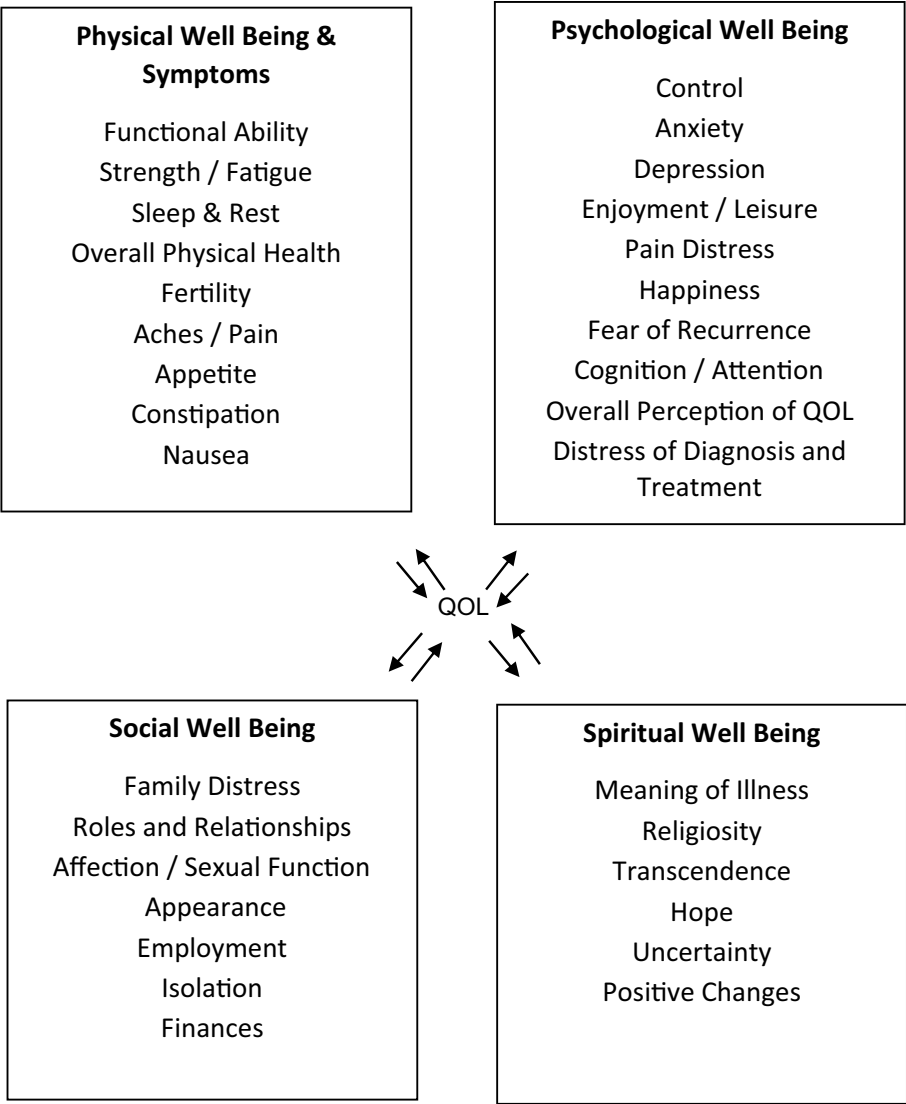 Physical Well Being &
Symptoms
Functional Ability
Strength / Fatigue
Sleep & Rest
Overall Physical Health
Fertility
Aches / Pain
Appetite
Constipation
Nausea
Psychological Well Being
Control
Anxiety
Depression
Enjoyment / Leisure
Pain Distress
Happiness
Fear of Recurrence
Cognition / Attention
Overall Perception of QOL
Distress of Diagnosis and
Treatment
QOL
Social Well Being
Family Distress
Roles and Relationships
Affection / Sexual Function
Appearance
Employment
Isolation
Finances
Spiritual Well Being
Meaning of Illness
Religiosity
Transcendence
Hope
Uncertainty
Positive Changes